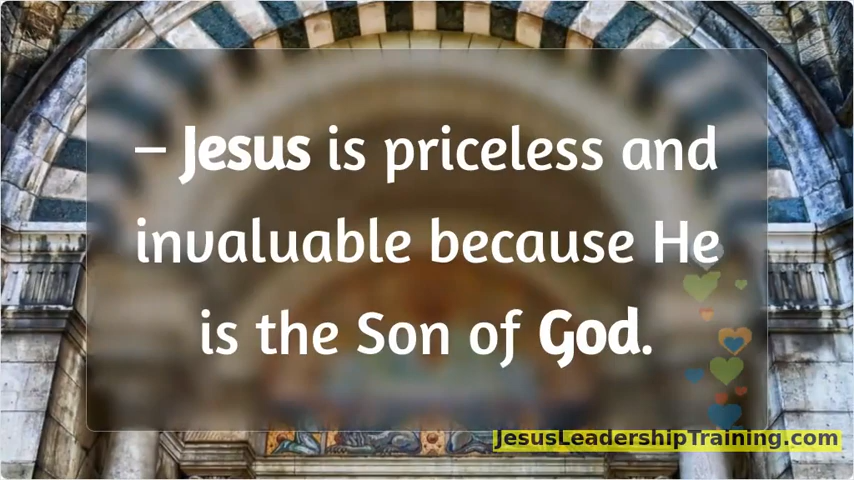 – Jesus is priceless and
invaluable because He
is the Son of God.
JesusLeadershipTraining.com